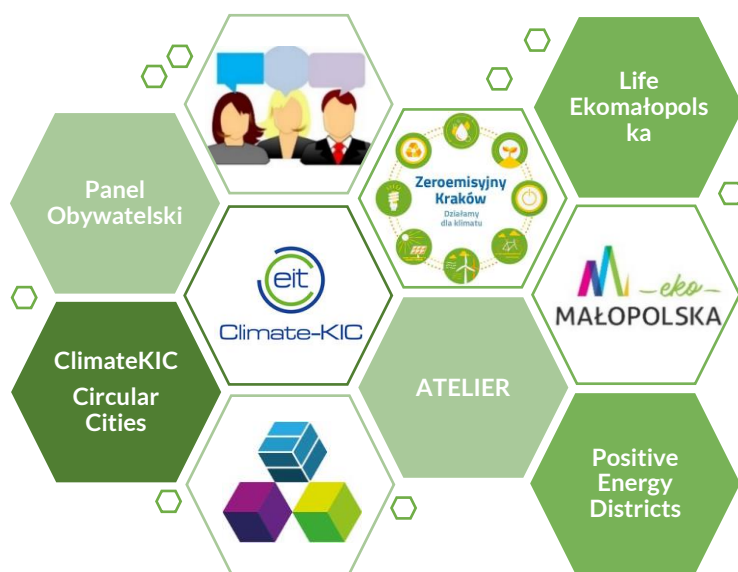 Life
Ekomałopols
ka
Panel
Obywatelski
Zeroemisyjny
Kraków
Działamy
dla klimatu
eit
Climate-KIC
eko
MAŁOPOLSKA
ClimateKIC
Circular
Cities
ATELIER
Positive
Energy
Districts